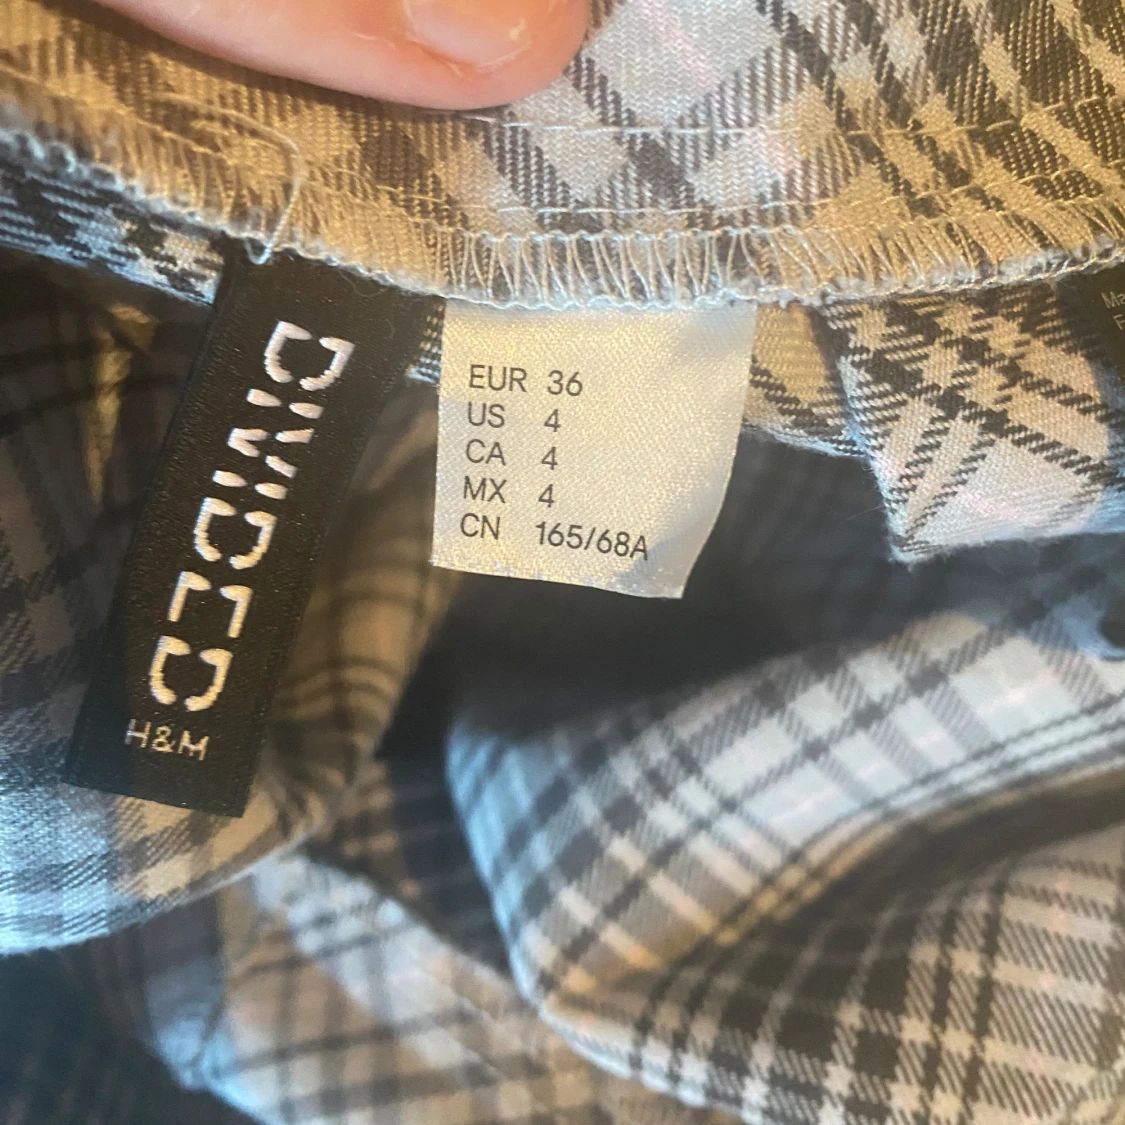 DIVIDED
H&M
EUR 36
US 4
CA 4
MX 4
CN 165/68A